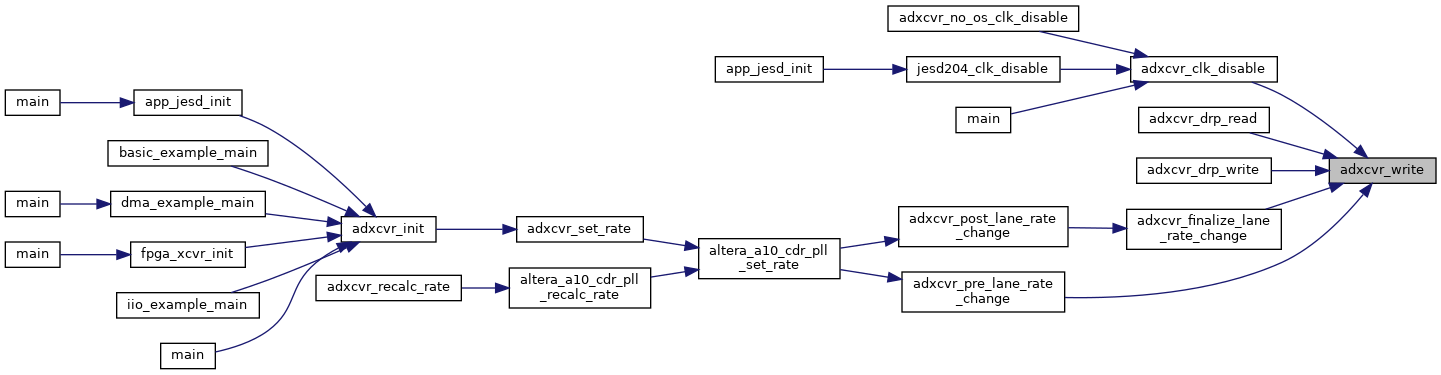 adxcvr_no_os_clk_disable
app_jesd_init
jesd204_clk_disable
adxcvr_clk_disable
main
app_jesd_init
main
adxcvr_drp_read
basic_example_main
adxcvr_drp_write
adxcvr_write
main
dma_example_main
adxcvr_init
adxcvr_set_rate
adxcvr_post_lane_rate
_change
adxcvr_finalize_lane
_rate_change
main
fpga_xcvr_init
altera_a10_cdr_pll
_set_rate
adxcvr_recalc_rate
altera_a10_cdr_pll
_recalc_rate
adxcvr_pre_lane_rate
_change
iio_example_main
main